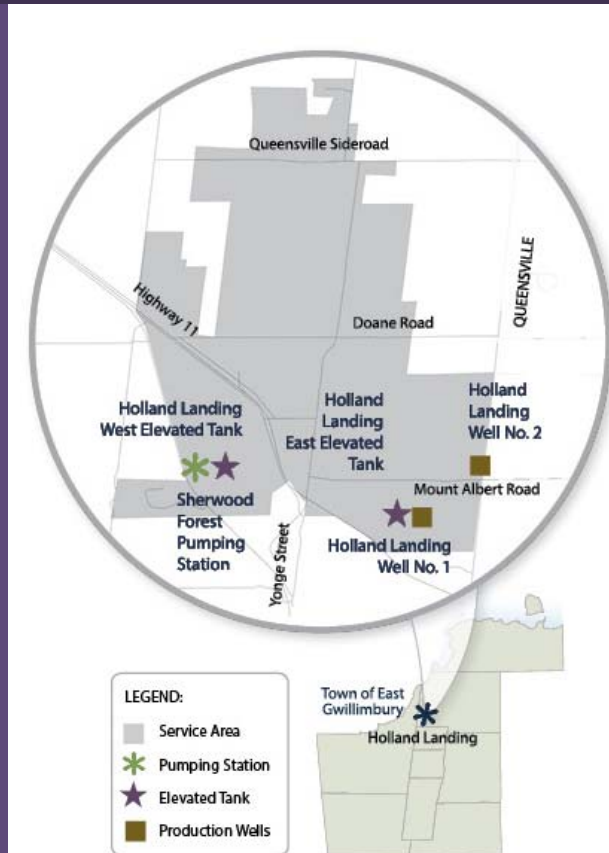 Queensville Sideroad
QUEENSVILLE
Highway 11
Doane Road
Holland Landing
West Elevated Tank
Holland
Landing
East Elevated
Tank
Holland
Landing
Well No. 2
Mount Albert Road
Sherwood
Forest
Pumping
Station
Yonge Street
Holland Landing
Well No. 1
Town of East
Gwillimbury
Holland Landing
LEGEND:
Service Area
Pumping Station
Elevated Tank
Production Wells